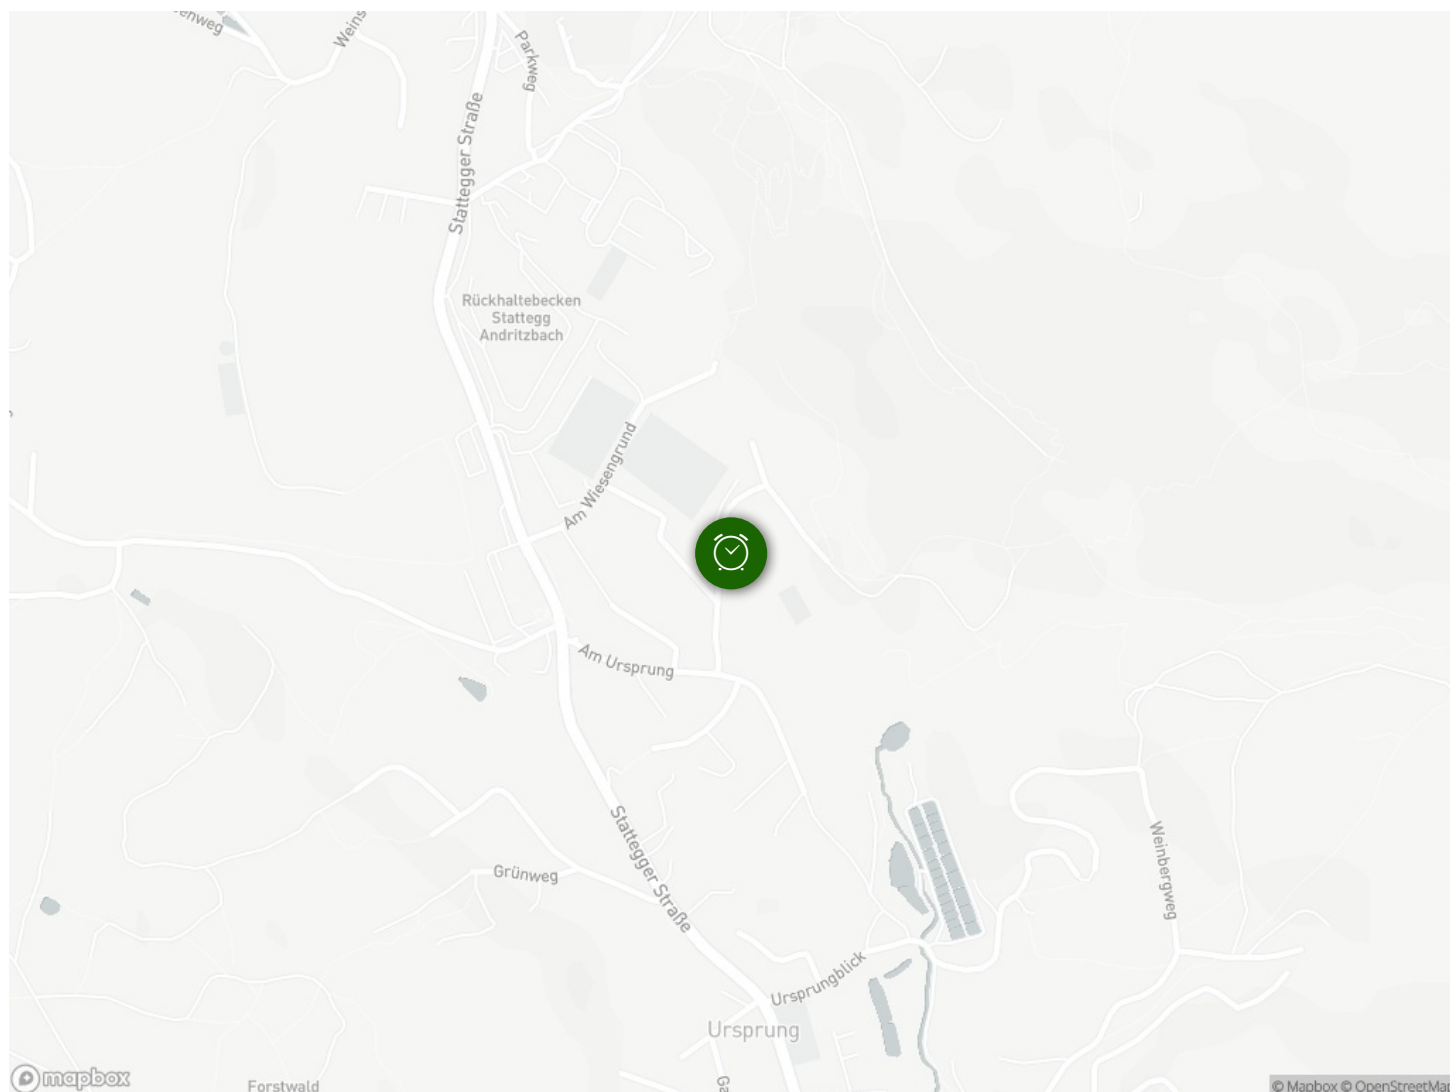 Parkweg
Stattegger Straße
Rückhaltebecken
Stattegg
Andritzbach
Am Wiesengrund
Am Ursprung
Stattegger Straße
Grünweg
Weinbergweg
Ursprungblick
Ursprung
Forstwald
mapbox
© Mapbox © OpenStreetMap